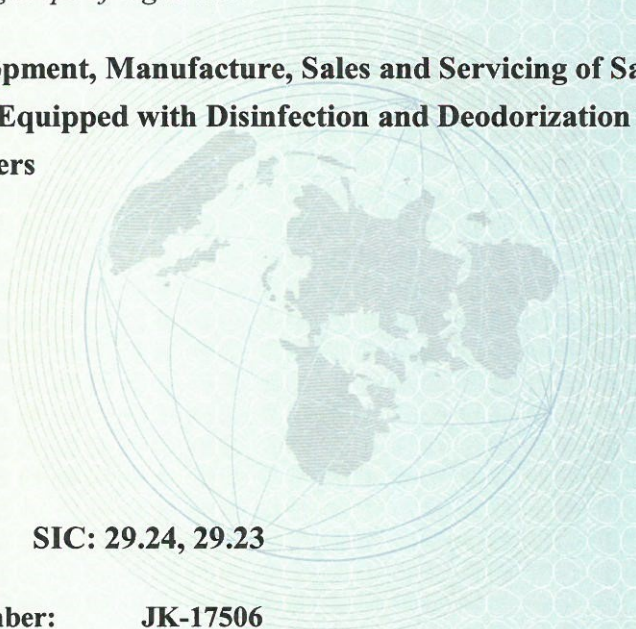 opment, Manufacture, Sales and Servicing of Sa
Equipped with Disinfection and Deodorization
ers
SIC: 29.24, 29.23
nber: JK-17506